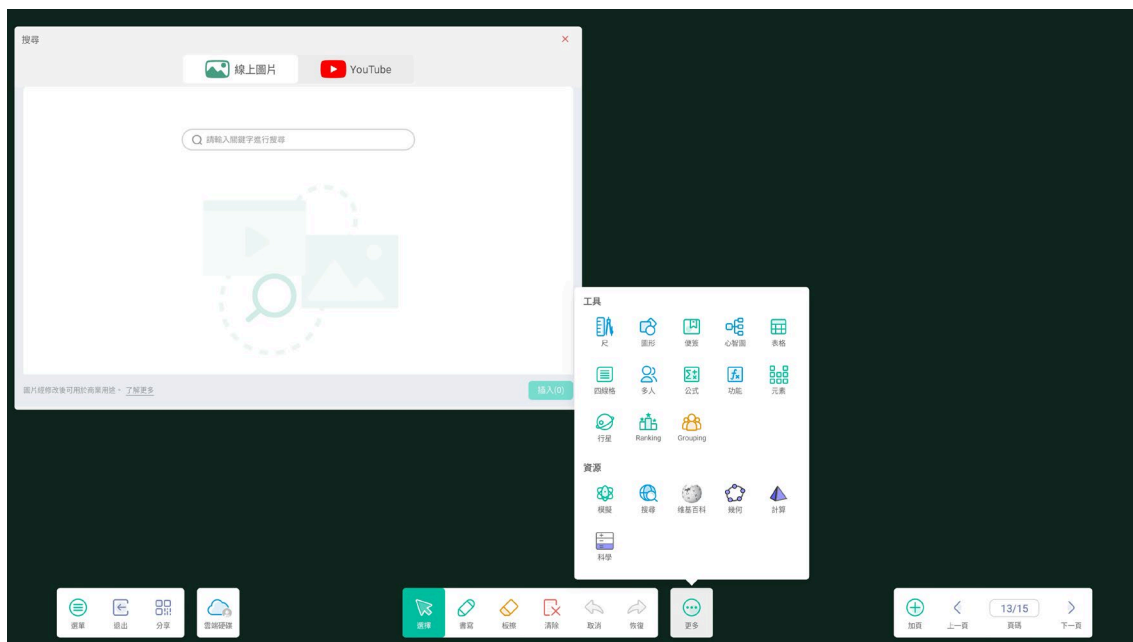 搜尋
線上圖片
YouTube
請輸入關鍵字進行搜尋
圖片經修改後可用於商業用途。 了解更多
插入(0)
工具
尺
圖形
便簽
心智圖
表格
四線格
多人
公式
功能
元素
行星
Ranking
Grouping
資源
模擬
搜尋
維基百科
幾何
計算
科學
選單
退出
分享
雲端硬碟
選擇
書寫
板擦
清除
取消
恢復
更多
加頁
上一頁
13/15
頁碼
下一頁